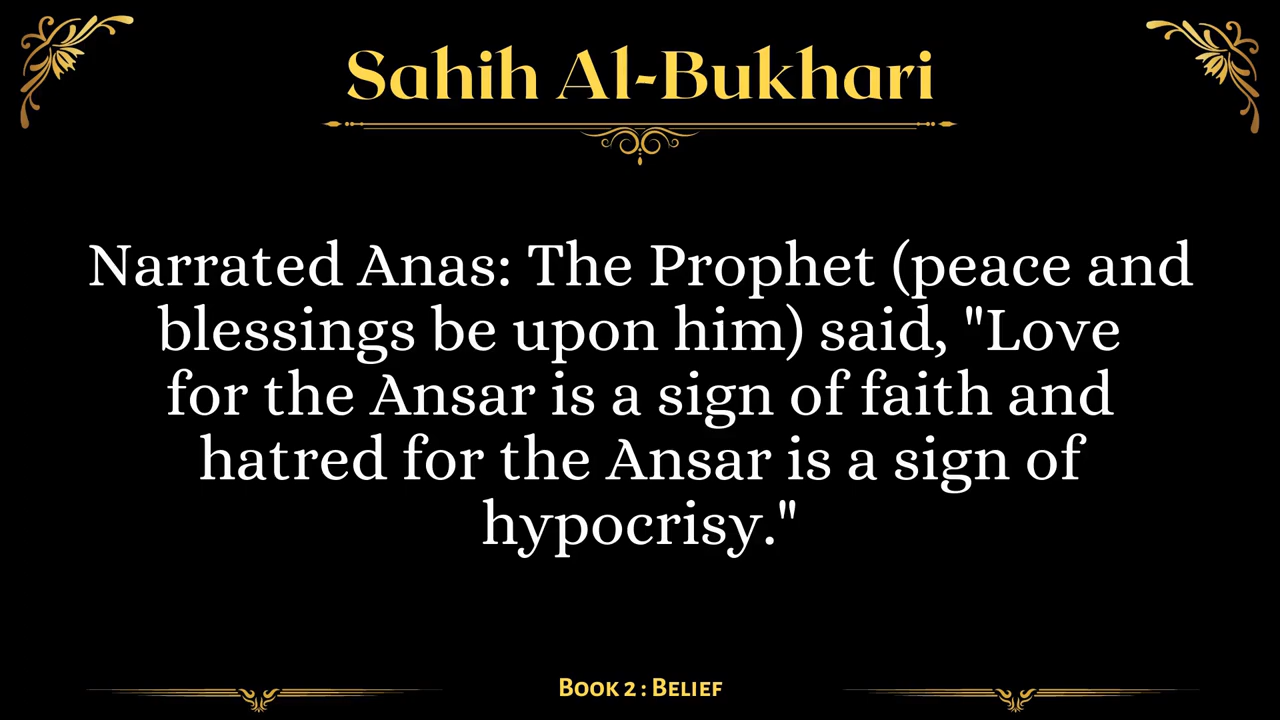 Sahih Al-Bukhari
Narrated Anas: The Prophet (peace and
blessings be upon him) said, "Love
for the Ansar is a sign of faith and
hatred for the Ansar is a sign of
hypocrisy."
Book 2 : Belief